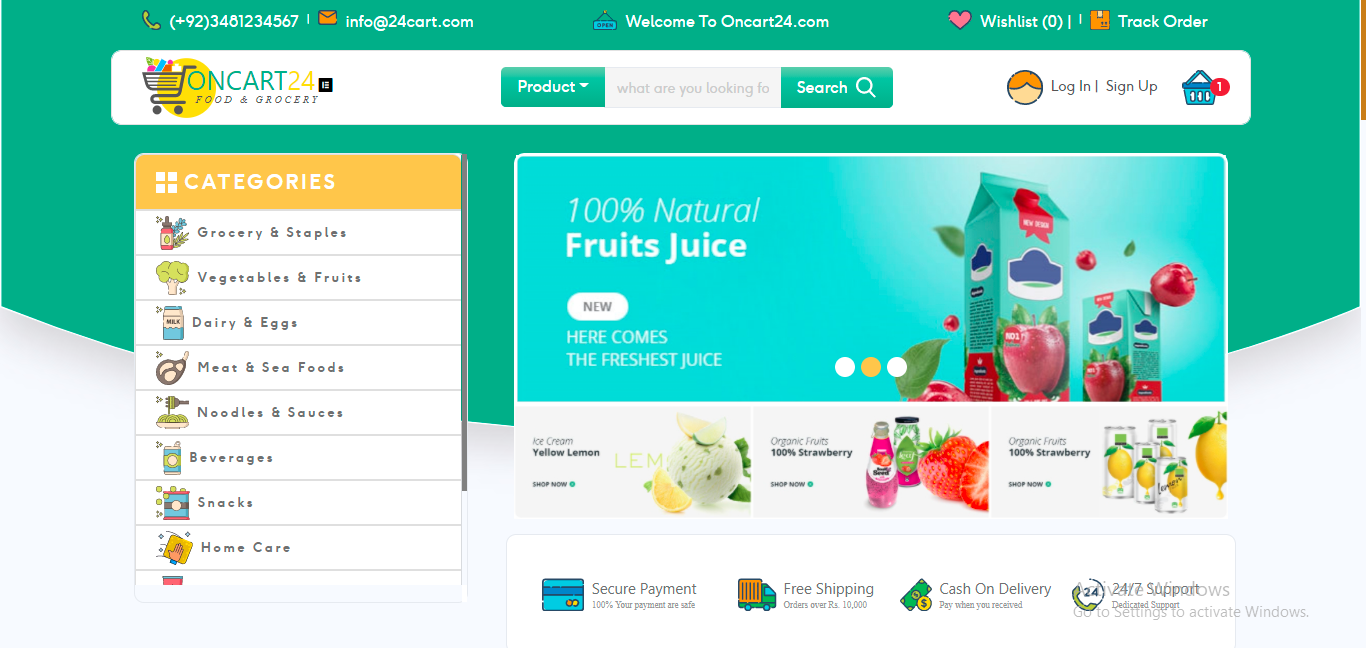 (+92)3481234567 | info@24cart.com
OPEN Welcome To Oncart24.com
Wishlist (0) | | Track Order
ONCART24
FOOD & GROCERY
Product
what are you looking fo
Search
Log In | Sign Up
1
CATEGORIES
Grocery & Staples
Vegetables & Fruits
MILK Dairy & Eggs
Meat & Sea Foods
Noodles & Sauces
Beverages
Snacks
Home Care
100% Natural
Fruits Juice
NEW
HERE COMES
THE FRESHEST JUICE
NEW DESIGN
NO1
Ice Cream
Yellow Lemon
LEM
SHOP NOW
Organic Fruits
100% Strawberry
SHOP NOW
Organic Fruits
100% Strawberry
SHOP NOW
Secure Payment
100% Your payment are safe
Free Shipping
Orders over Rs. 10,000
Cash On Delivery
Pay when you received
24
24/7 Support
Dedicated Support
Activate Windows
Go to Settings to activate Windows.